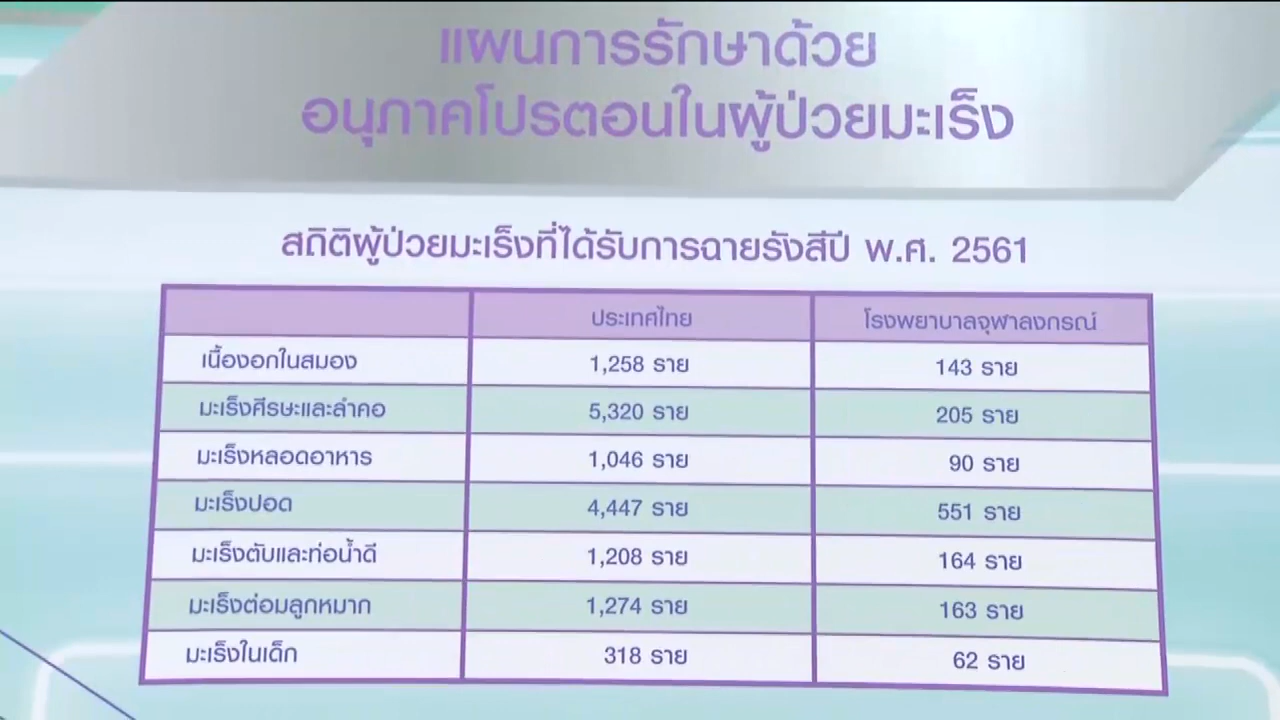 แผนการรักษาด้วย
อนุภาคโปรตอนในผู้ป่วยมะเร็ง
สถิติผู้ป่วยมะเร็งที่ได้รับการฉายรังสีปี พ.ศ. 2561
ประเทศไทย โรงพยาบาลจุฬาลงกรณ์
เนื้องอกในสมอง 1,258 ราย 143 ราย
มะเร็งศีรษะและลำคอ 5,320 ราย 205 ราย
มะเร็งหลอดอาหาร 1,046 ราย 90 ราย
มะเร็งปอด 4,447 ราย 551 ราย
มะเร็งตับและท่อน้ำดี 1,208 ราย 164 ราย
มะเร็งต่อมลูกหมาก 1,274 ราย 163 ราย
มะเร็งในเด็ก 318 ราย 62 ราย